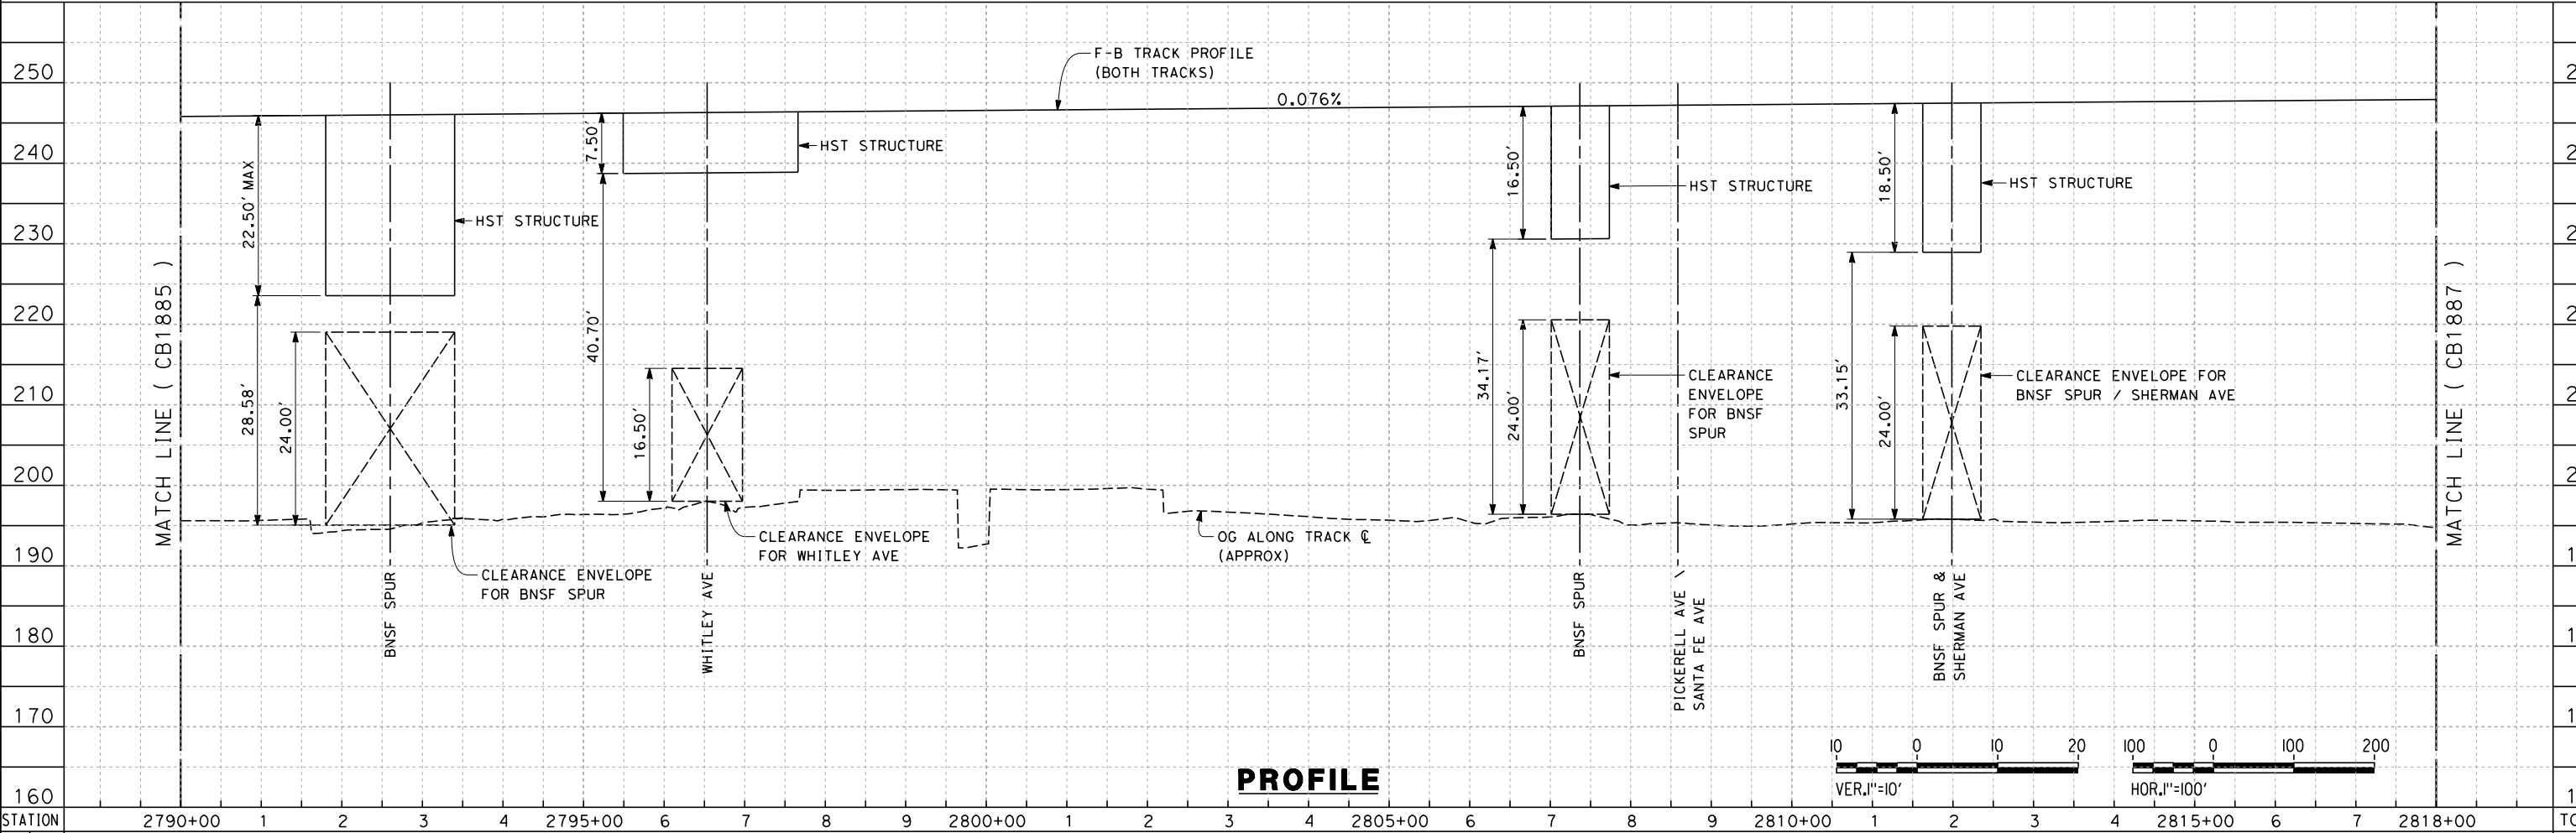 F-B TRACK PROFILE
(BOTH TRACKS)
0.076%
250
240
230
220
210
200
190
180
170
160
MATCH LINE ( CB1885 )
22.50' MAX
28.58'
24.00'
HST STRUCTURE
BNSF SPUR
CLEARANCE ENVELOPE
FOR BNSF SPUR
7.50'
40.70'
16.50'
HST STRUCTURE
WHITLEY AVE
CLEARANCE ENVELOPE
FOR WHITLEY AVE
OG ALONG TRACK ℄
(APPROX)
16.50'
34.17'
24.00'
HST STRUCTURE
CLEARANCE
ENVELOPE
FOR BNSF
SPUR
BNSF SPUR
PICKERELL AVE /
SANTA FE AVE
18.50'
33.15'
24.00'
HST STRUCTURE
CLEARANCE ENVELOPE FOR
BNSF SPUR / SHERMAN AVE
BNSF SPUR &
SHERMAN AVE
MATCH LINE ( CB1887 )
PROFILE
10 0 10 20
VER.1"=10'
100 0 100 200
HOR.1"=100'
STATION 2790+00 1 2 3 4 2795+00 6 7 8 9 2800+00 1 2 3 4 2805+00 6 7 8 9 2810+00 1 2 3 4 2815+00 6 7 2818+00